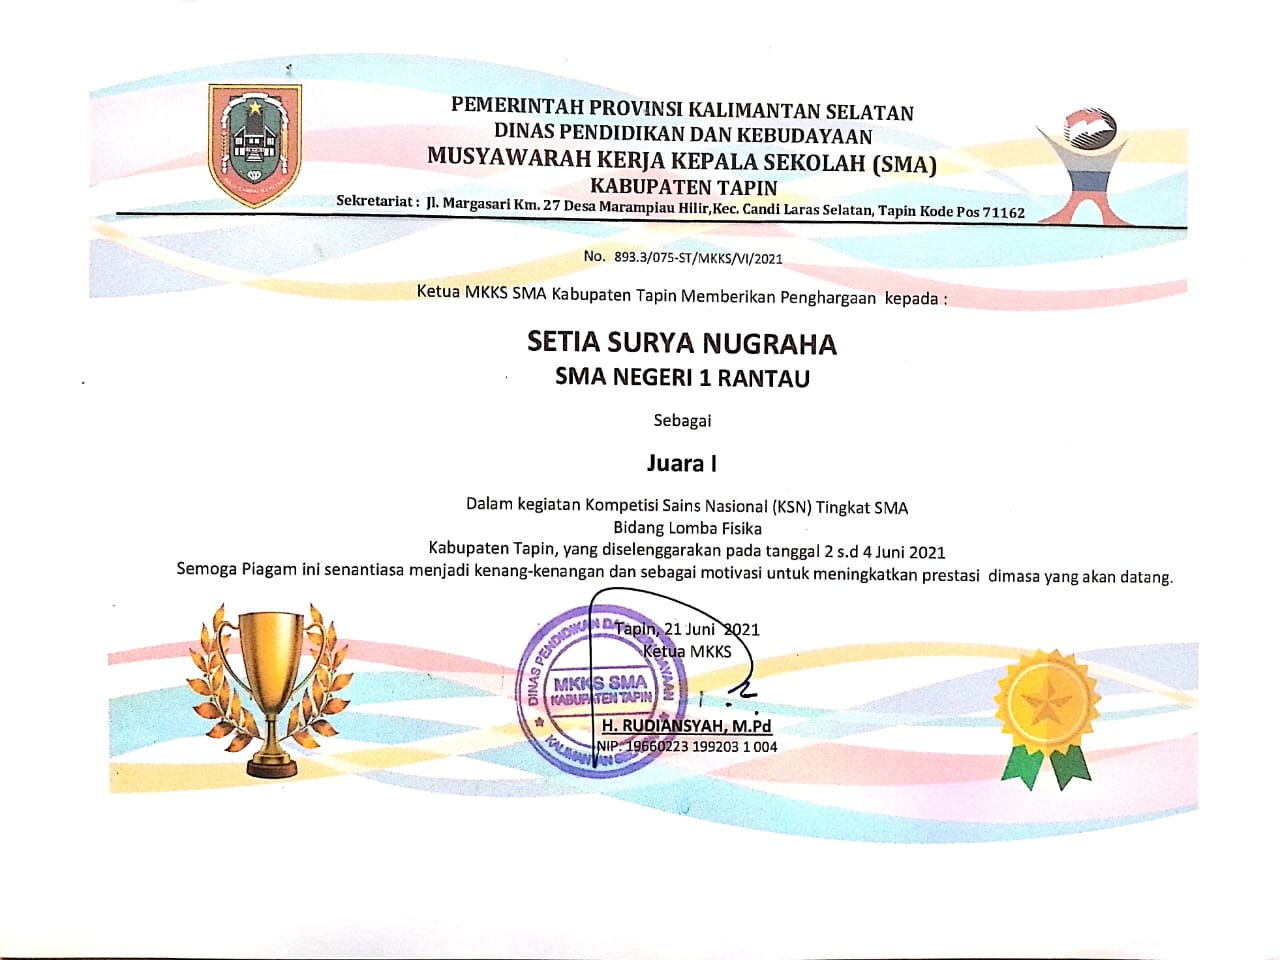 PEMERINTAH PROVINSI KALIMANTAN SELATAN
DINAS PENDIDIKAN DAN KEBUDAYAAN
MUSYAWARAH KERJA KEPALA SEKOLAH (SMA)
KABUPATEN TAPIN
Sekretariat : Jl. Margasari Km. 27 Desa Marampiau Hilir,Kec. Candi Laras Selatan, Tapin Kode Pos 71162
No. 893.3/075-ST/MKKS/VI/2021
Ketua MKKS SMA Kabupaten Tapin Memberikan Penghargaan kepada :
SETIA SURYA NUGRAHA
SMA NEGERI 1 RANTAU
Sebagai
Juara I
Dalam kegiatan Kompetisi Sains Nasional (KSN) Tingkat SMA
Bidang Lomba Fisika
Kabupaten Tapin, yang diselenggarakan pada tanggal 2 s.d 4 Juni 2021
Semoga Piagam ini senantiasa menjadi kenang-kenangan dan sebagai motivasi untuk meningkatkan prestasi dimasa yang akan datang.
Tapin, 21 Juni 2021
Ketua MKKS
DINAS PENDIDIKAN DAN KEBUDAYAAN
MKKS SMA
KABUPATEN TAPIN
KALIMANTAN SELATAN
H. RUDIANSYAH, M.Pd
NIP. 19660223 199203 1 004